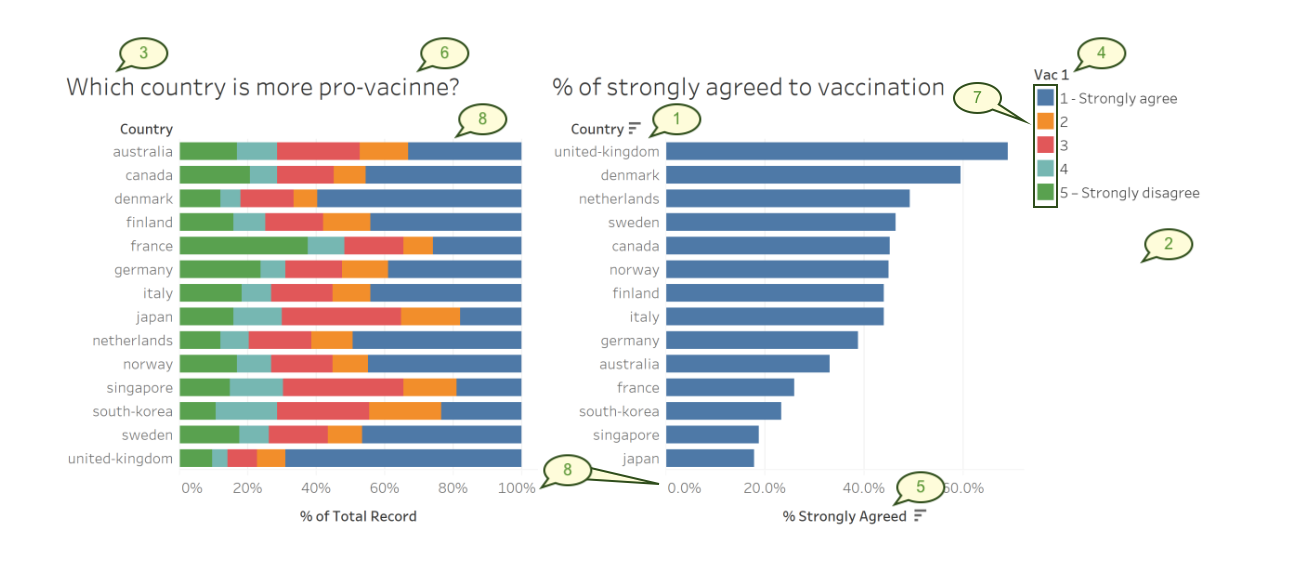 3
6
4
Which country is more pro-vacinne?
% of strongly agreed to vaccination
Vac 1
7
1 - Strongly agree
2
3
4
5 – Strongly disagree
8
1
2
Country
australia
canada
denmark
finland
france
germany
italy
japan
netherlands
norway
singapore
south-korea
sweden
united-kingdom
0% 20% 40% 60% 80% 100%
% of Total Record
Country
united-kingdom
denmark
netherlands
sweden
canada
norway
finland
italy
germany
australia
france
south-korea
singapore
japan
8
5
0.0% 20.0% 40.0% 60.0%
% Strongly Agreed